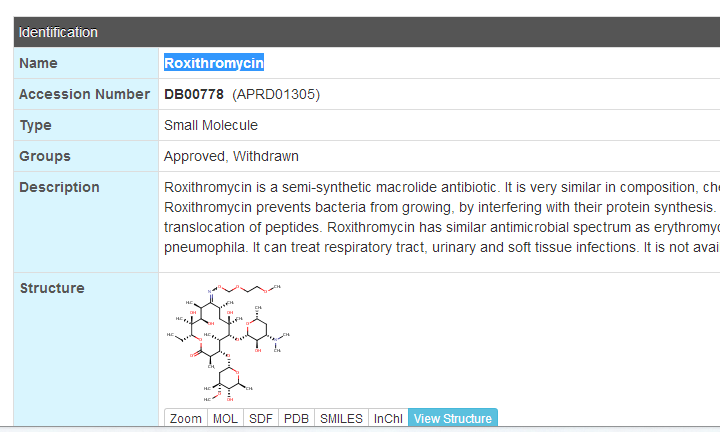 Identification
Name Roxithromycin
Accession Number DB00778 (APRD01305)
Type Small Molecule
Groups Approved, Withdrawn
Description Roxithromycin is a semi-synthetic macrolide antibiotic. It is very similar in composition, che
Roxithromycin prevents bacteria from growing, by interfering with their protein synthesis.
translocation of peptides. Roxithromycin has similar antimicrobial spectrum as erythromyc
pneumophila. It can treat respiratory tract, urinary and soft tissue infections. It is not avai
Structure
Zoom MOL SDF PDB SMILES InChI View Structure